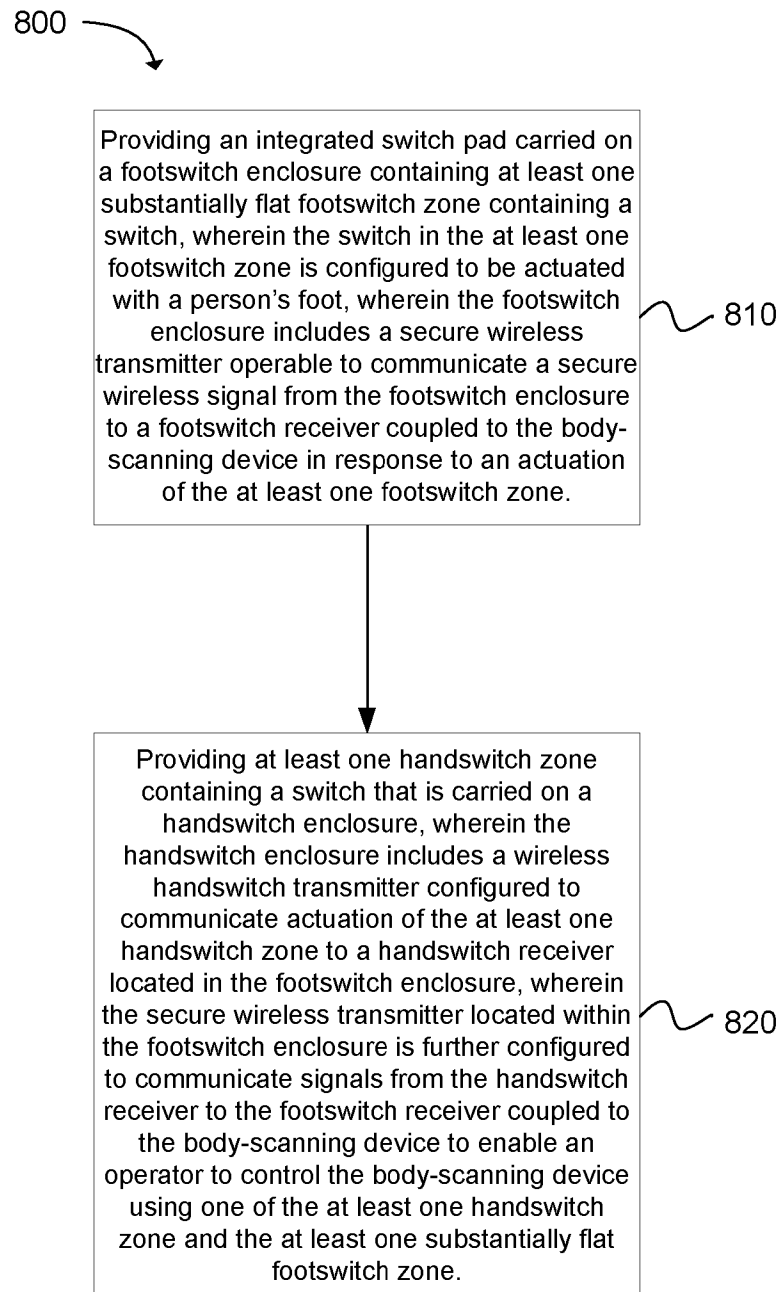 800
Providing an integrated switch pad carried on
a footswitch enclosure containing at least one
substantially flat footswitch zone containing a
switch, wherein the switch in the at least one
footswitch zone is configured to be actuated
with a person's foot, wherein the footswitch
enclosure includes a secure wireless
transmitter operable to communicate a secure
wireless signal from the footswitch enclosure
to a footswitch receiver coupled to the body-
scanning device in response to an actuation
of the at least one footswitch zone.
810
Providing at least one handswitch zone
containing a switch that is carried on a
handswitch enclosure, wherein the
handswitch enclosure includes a wireless
handswitch transmitter configured to
communicate actuation of the at least one
handswitch zone to a handswitch receiver
located in the footswitch enclosure, wherein
the secure wireless transmitter located within
the footswitch enclosure is further configured
to communicate signals from the handswitch
receiver to the footswitch receiver coupled to
the body-scanning device to enable an
operator to control the body-scanning device
using one of the at least one handswitch
zone and the at least one substantially flat
footswitch zone.
820